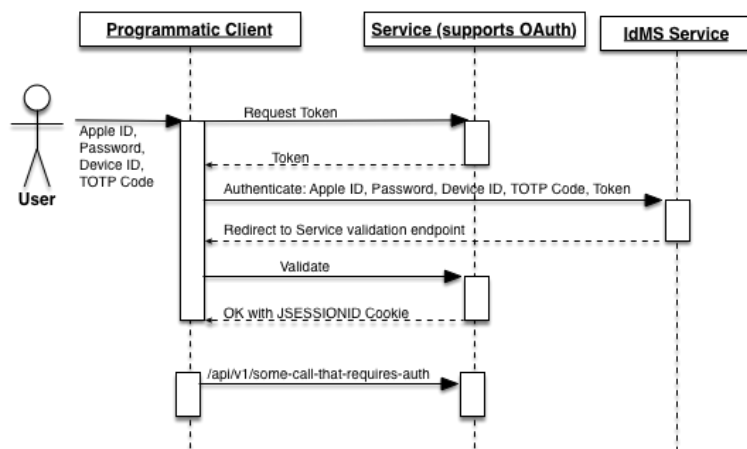 Programmatic Client
Service (supports OAuth)
IdMS Service
Request Token
Apple ID,
Password,
Device ID,
TOTP Code
User
Token
Authenticate: Apple ID, Password, Device ID, TOTP Code, Token
Redirect to Service validation endpoint
Validate
OK with JSESSIONID Cookie
/api/v1/some-call-that-requires-auth